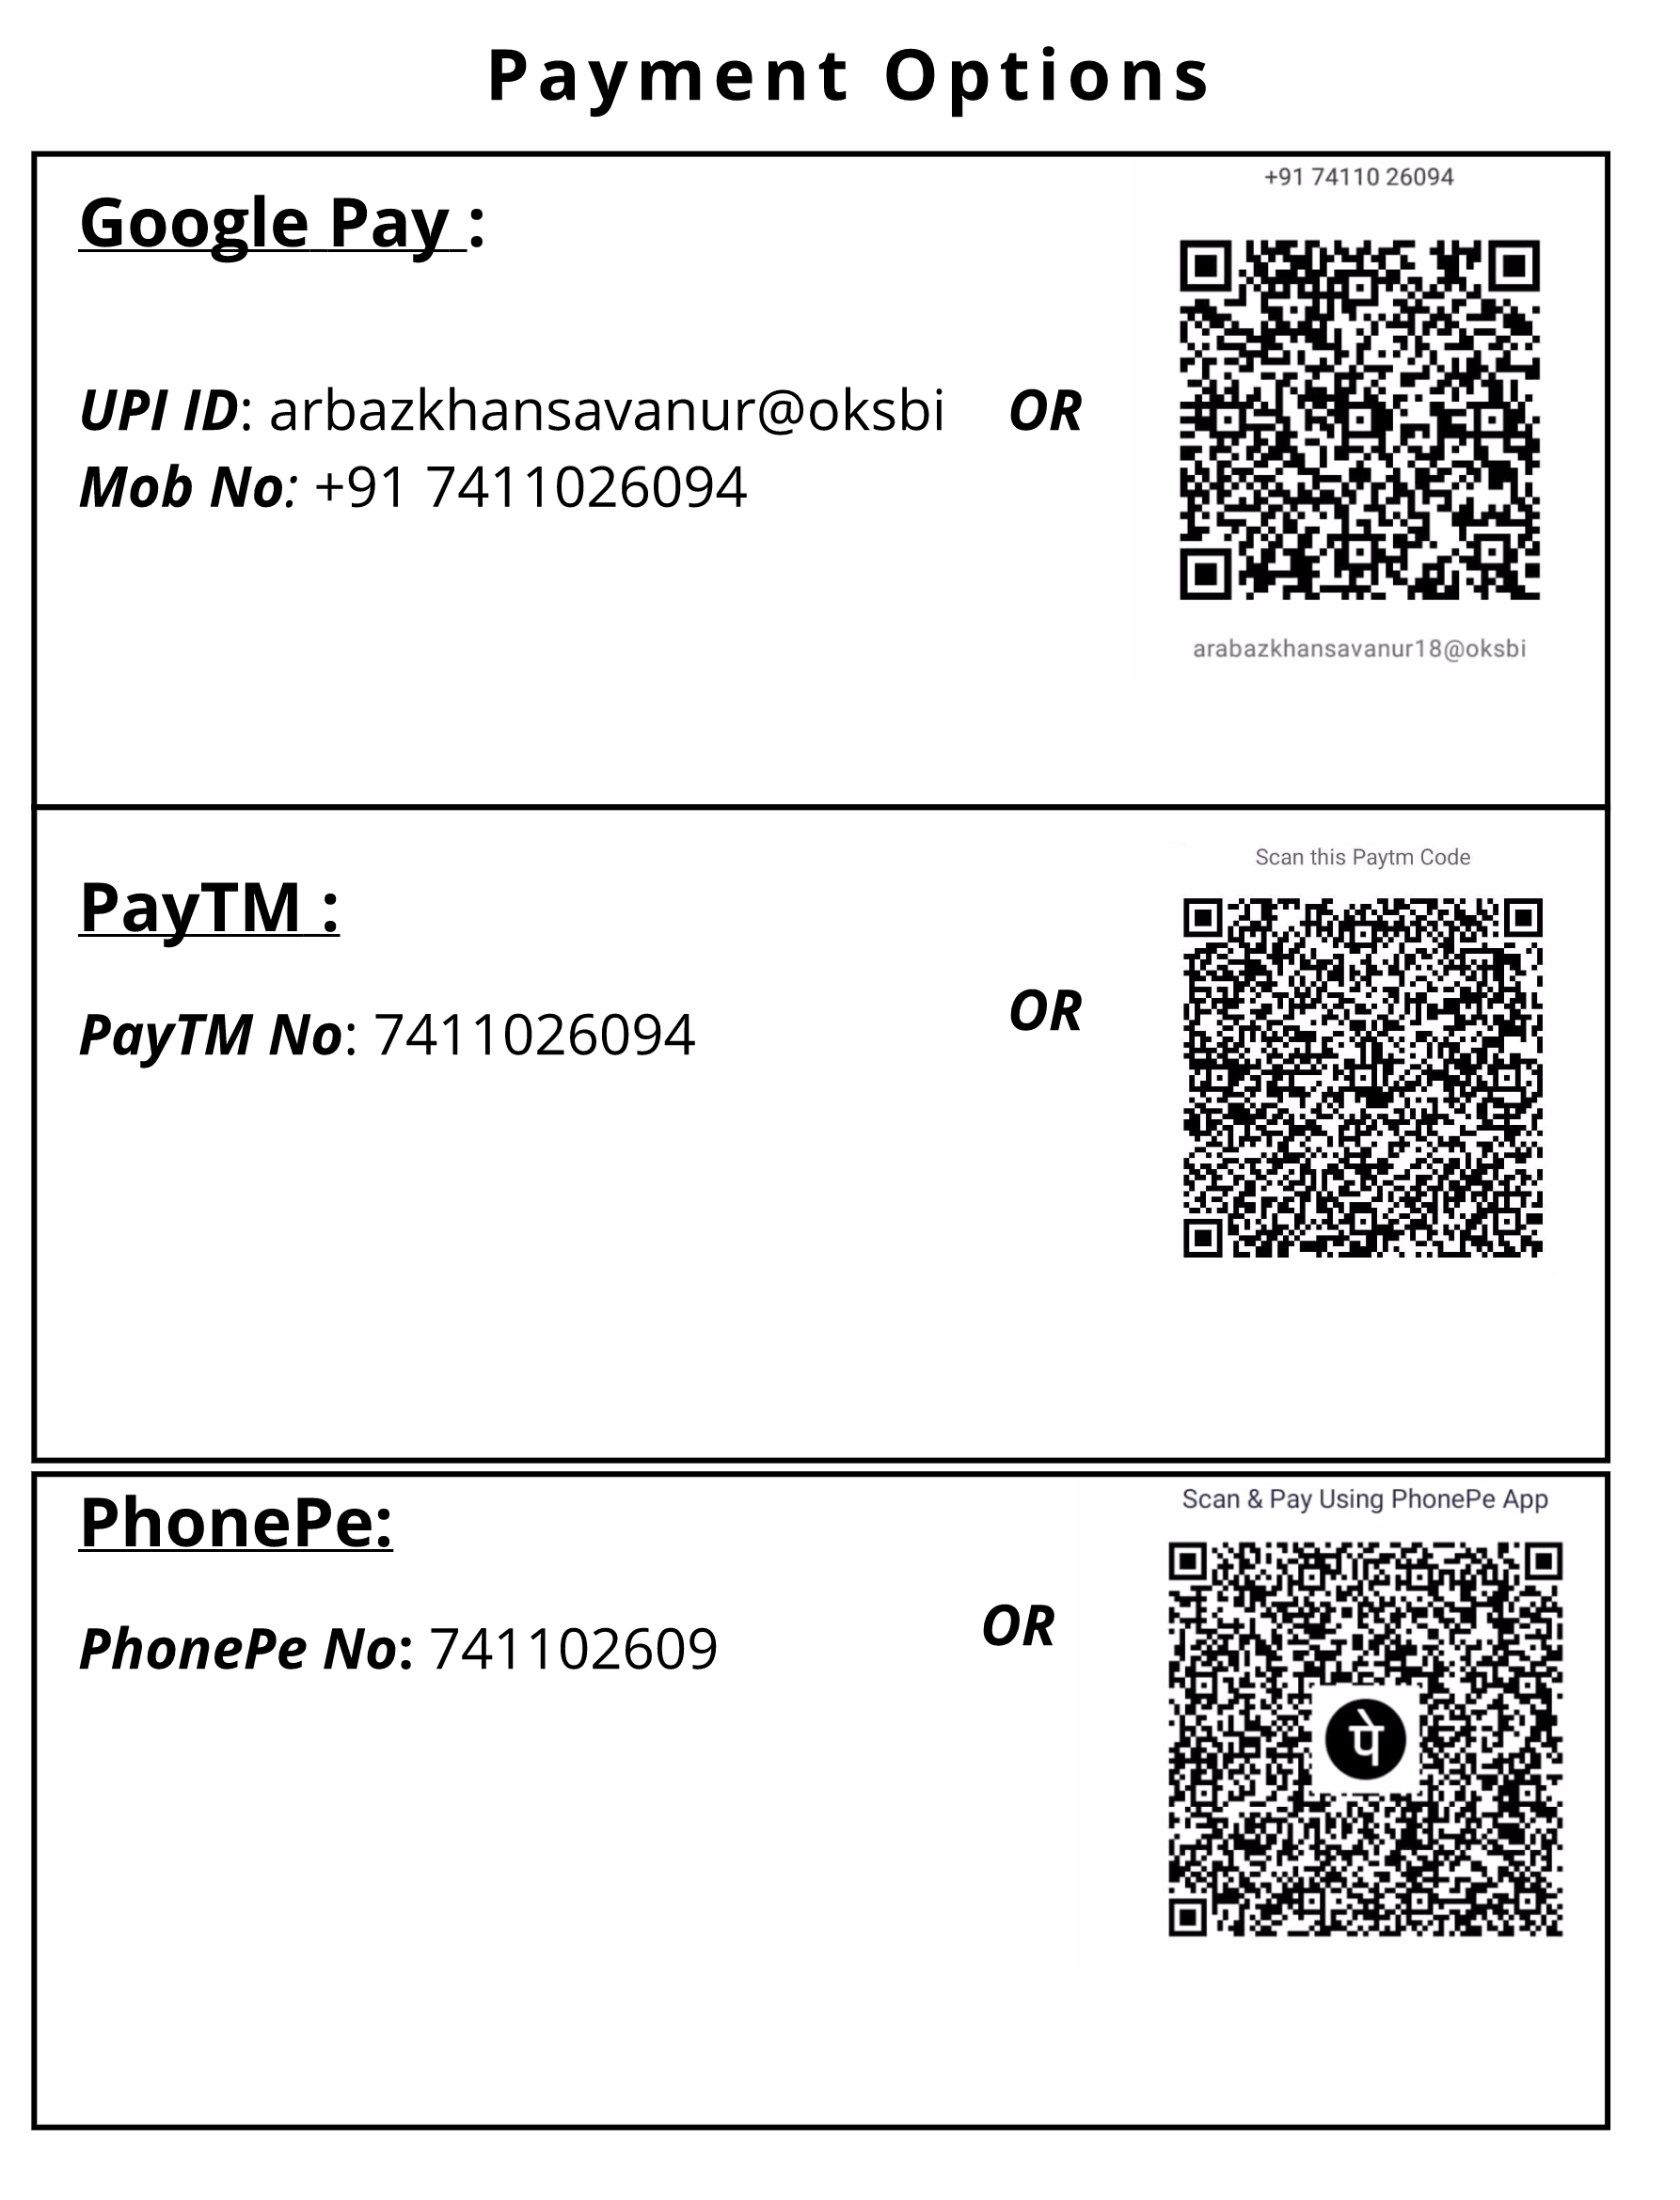 Payment Options
+91 74110 26094
Google Pay :
UPI ID: arbazkhansavanur@oksbi OR
Mob No: +91 7411026094
arabazkhansavanur18@oksbi
Scan this Paytm Code
PayTM :
OR
PayTM No: 7411026094
Scan & Pay Using PhonePe App
PhonePe:
OR
PhonePe No: 741102609
पे